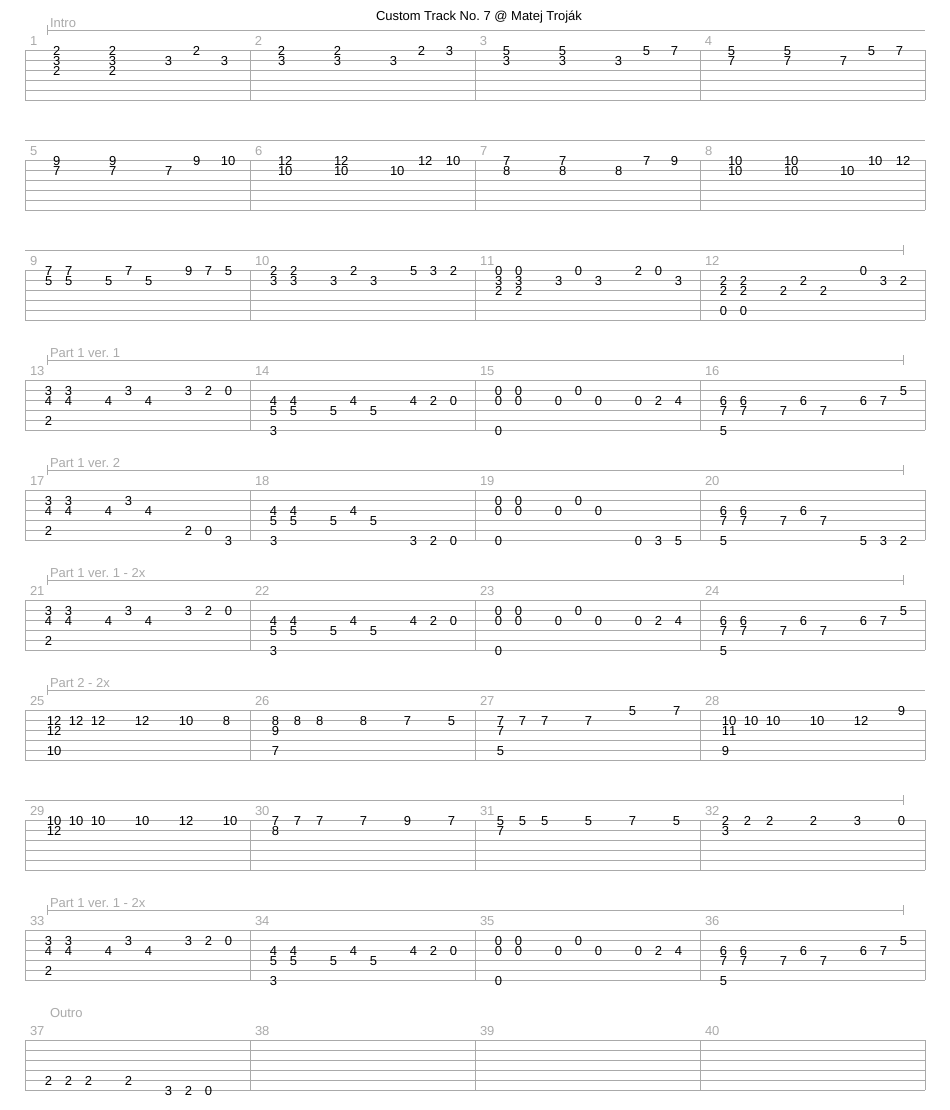 Custom Track No. 7 @ Matej Troják
Intro
1 2 3 4
2 2 2 2 2 2 3 5 5 5 7 5 5 5 7
3 3 3 3 3 3 3 3 3 3 7 7 7
2 2
5 6 7 8
9 9 9 10 12 12 12 10 7 7 7 9 10 10 10 12
7 7 7 10 10 10 8 8 8 10 10 10
9 10 11 12
7 7 7 9 7 5 2 2 2 5 3 2 0 0 0 2 0 0
5 5 5 5 3 3 3 3 3 3 3 3 3 2 2 2 3 2
2 2 2 2 2 2
0 0
Part 1 ver. 1
13 14 15 16
3 3 3 3 2 0 0 0 0 5
4 4 4 4 4 4 4 4 2 0 0 0 0 0 0 2 4 6 6 6 6 7
5 5 5 5 7 7 7 7
2
3 0 5
Part 1 ver. 2
17 18 19 20
3 3 3 0 0 0
4 4 4 4 4 4 4 0 0 0 0 6 6 6
5 5 5 5 7 7 7 7
2 2 0
3 3 3 2 0 0 0 3 5 5 5 3 2
Part 1 ver. 1 - 2x
21 22 23 24
3 3 3 3 2 0 0 0 0 5
4 4 4 4 4 4 4 4 2 0 0 0 0 0 0 2 4 6 6 6 6 7
5 5 5 5 7 7 7 7
2
3 0 5
Part 2 - 2x
25 26 27 28
5 7 9
12 12 12 12 10 8 8 8 8 8 7 5 7 7 7 7 10 10 10 10 12
12 9 7 11
10 7 5 9
29 30 31 32
10 10 10 10 12 10 7 7 7 7 9 7 5 5 5 5 7 5 2 2 2 2 3 0
12 8 7 3
Part 1 ver. 1 - 2x
33 34 35 36
3 3 3 3 2 0 0 0 0 5
4 4 4 4 4 4 4 4 2 0 0 0 0 0 0 2 4 6 6 6 6 7
5 5 5 5 7 7 7 7
2
3 0 5
Outro
37 38 39 40
2 2 2 2
3 2 0